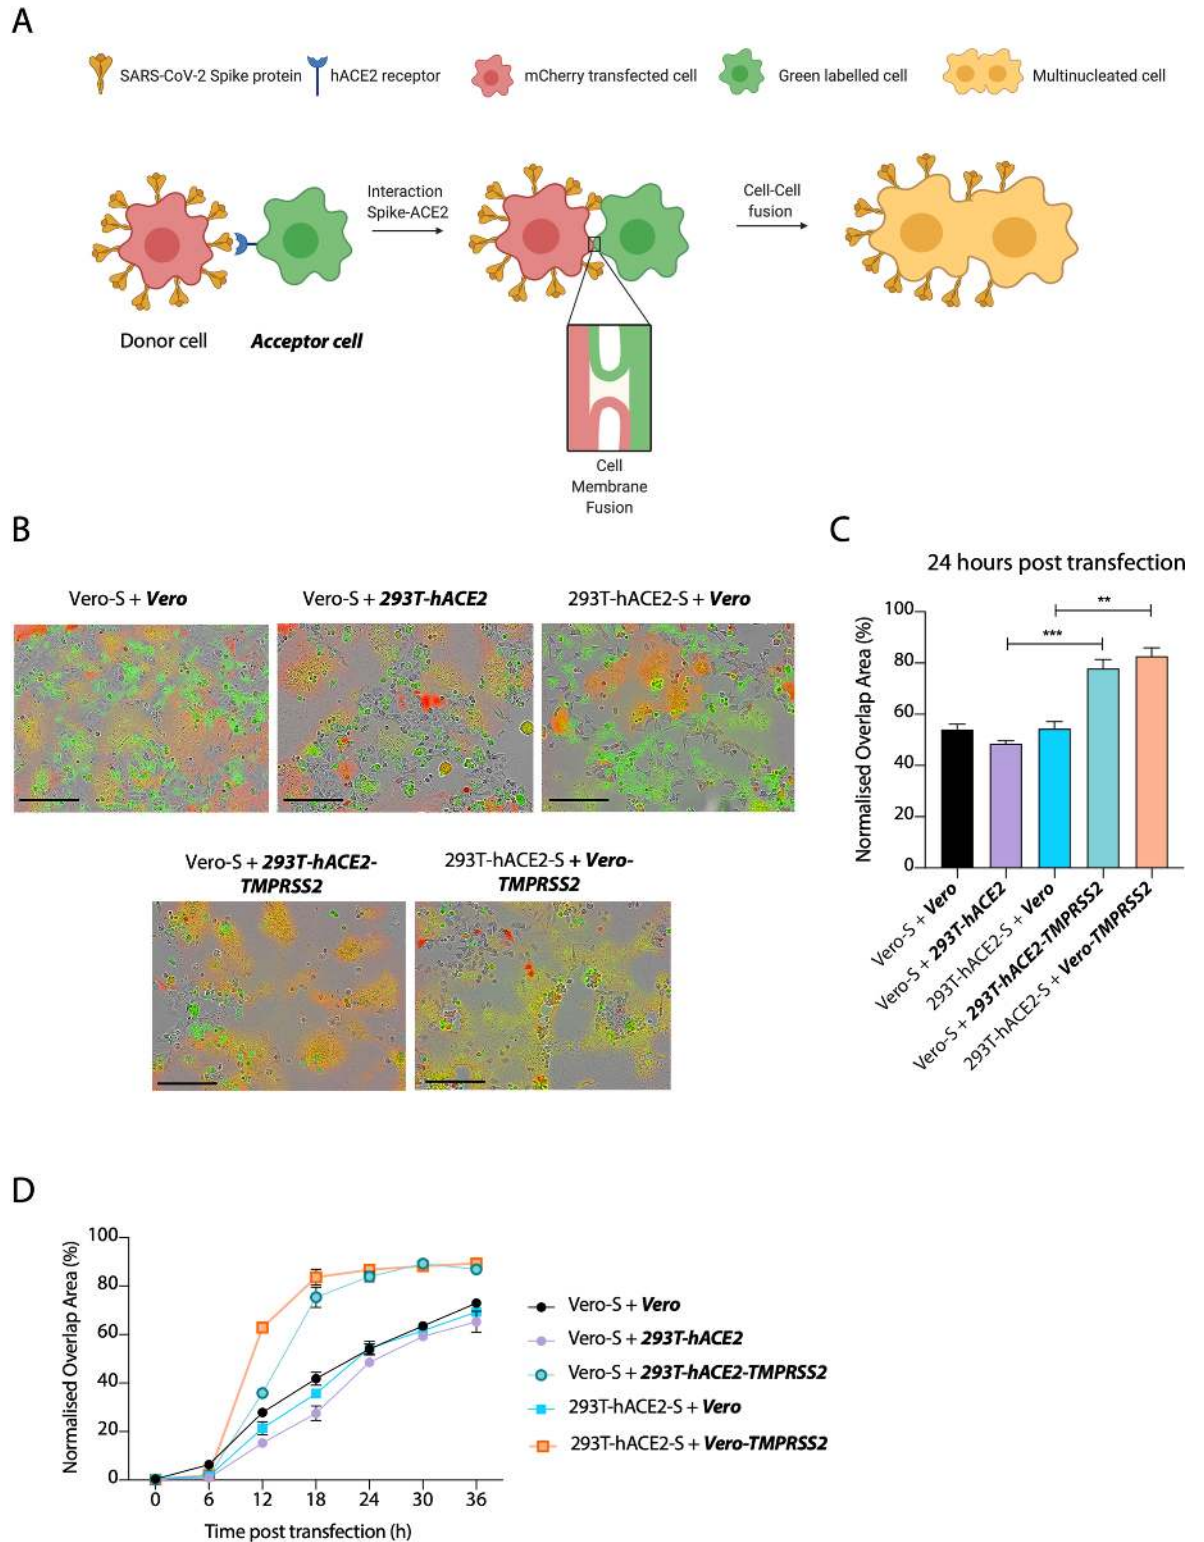 A
SARS-CoV-2 Spike protein
hACE2 receptor
mCherry transfected cell
Green labelled cell
Multinucleated cell
Interaction
Spike-ACE2
Cell-Cell
fusion
Donor cell
Acceptor cell
Cell
Membrane
Fusion
B
Vero-S + Vero
Vero-S + 293T-hACE2
293T-hACE2-S + Vero
Vero-S + 293T-hACE2-
TMPRSS2
293T-hACE2-S + Vero-
TMPRSS2
C
24 hours post transfection
Normalised Overlap Area (%)
100
80
60
40
20
0
**
***
Vero-S + Vero
Vero-S + 293T-hACE2
293T-hACE2-S + Vero
Vero-S + 293T-hACE2-TMPRSS2
293T-hACE2-S + Vero-TMPRSS2
D
Normalised Overlap Area (%)
100
80
60
40
20
0
0 6 12 18 24 30 36
Time post transfection (h)
Vero-S + Vero
Vero-S + 293T-hACE2
Vero-S + 293T-hACE2-TMPRSS2
293T-hACE2-S + Vero
293T-hACE2-S + Vero-TMPRSS2